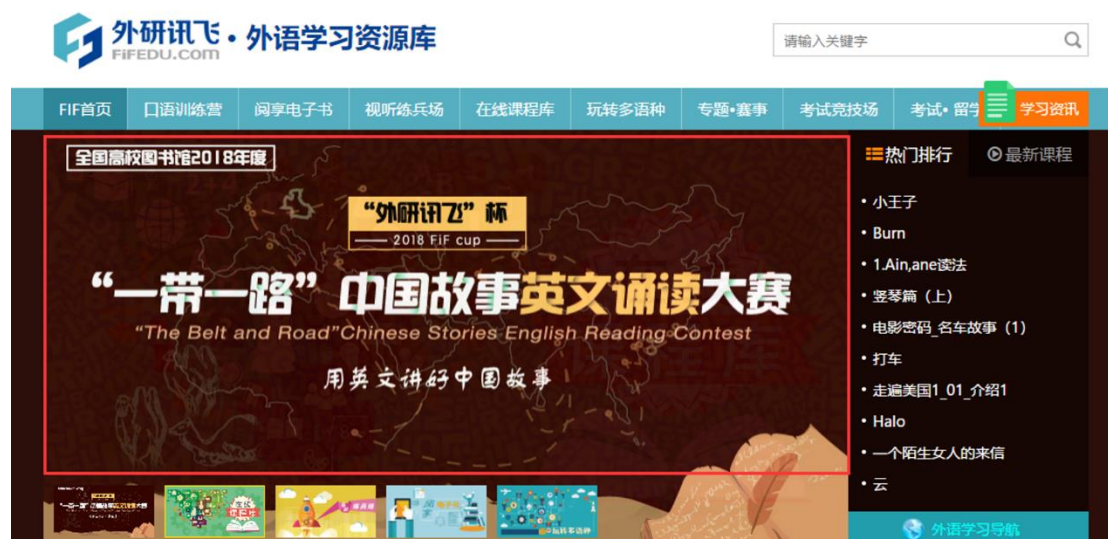 外研讯飞·外语学习资源库
FiFEDU.COM
请输入关键字
FIF首页 口语训练营 阅享电子书 视听练兵场 在线课程库 玩转多语种 专题•赛事 考试竞技场 考试• 留学 学习资讯
全国高校图书馆2018年度
热门排行 最新课程
“外研讯飞”杯
2018 FiF cup
“一带一路”中国故事英文诵读大赛
"The Belt and Road"Chinese Stories English Reading Contest
用英文讲好中国故事
• 小王子
• Burn
• 1.Ain,ane读法
• 竖琴篇（上）
• 电影密码_名车故事（1）
• 打车
• 走遍美国1_01_介绍1
• Halo
• 一个陌生女人的来信
• 云
外语学习导航